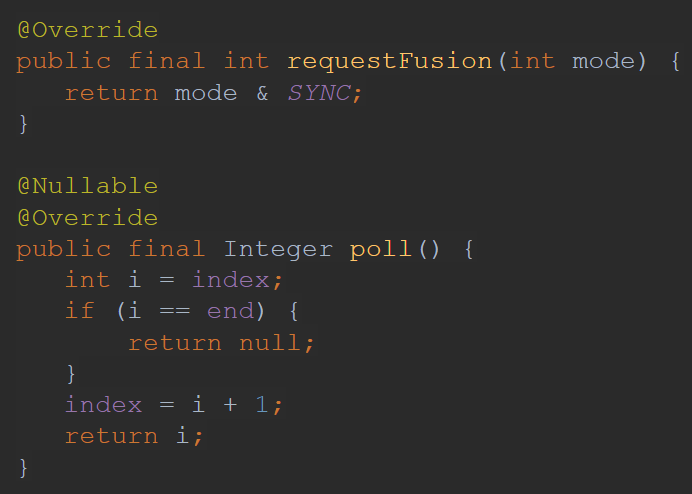 @Override
public final int requestFusion(int mode) {
return mode & SYNC;
}
@Nullable
@Override
public final Integer poll() {
int i = index;
if (i == end) {
return null;
}
index = i + 1;
return i;
}